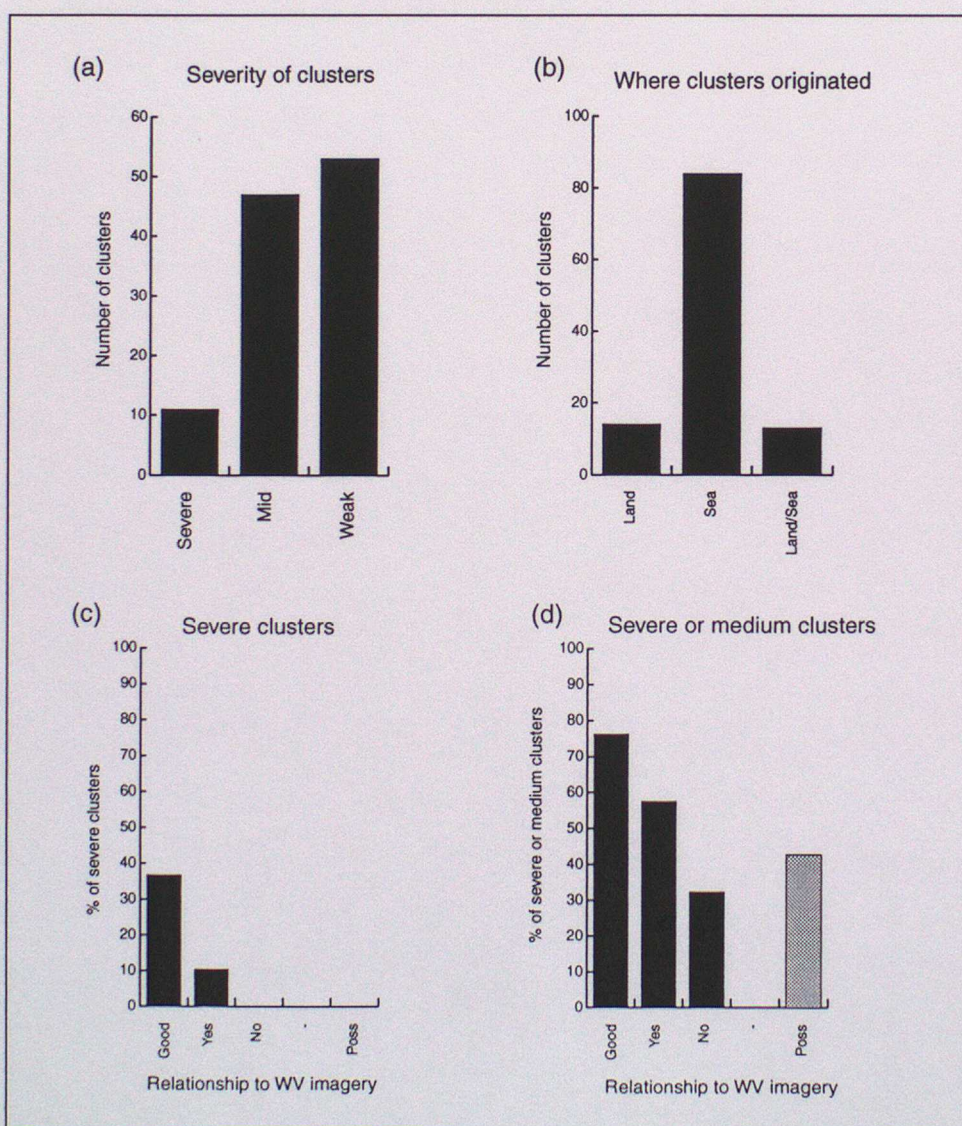 (a)
Severity of clusters
60
50
40
30
20
10
0
Number of clusters
Severe
Mid
Weak
(b)
Where clusters originated
100
80
60
40
20
0
Number of clusters
Land
Sea
Land/Sea
(c)
Severe clusters
100
90
80
70
60
50
40
30
20
10
0
% of severe clusters
Good
Yes
No
-
Poss
Relationship to WV imagery
(d)
Severe or medium clusters
100
90
80
70
60
50
40
30
20
10
0
% of severe or medium clusters
Good
Yes
No
-
Poss
Relationship to WV imagery